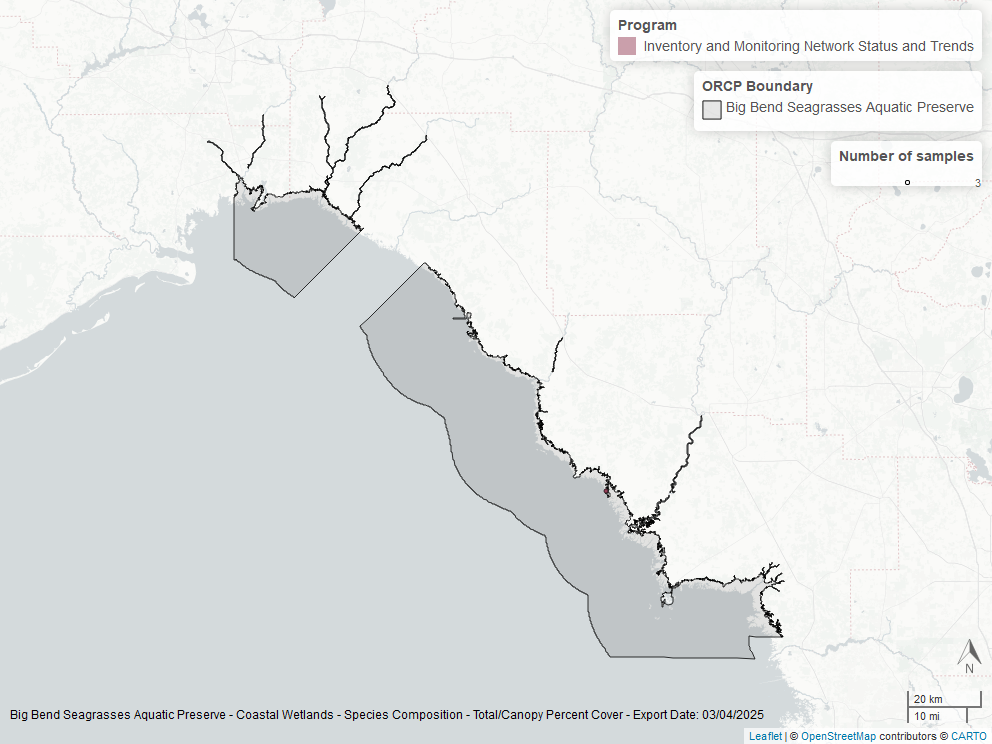 Program
Inventory and Monitoring Network Status and Trends
ORCP Boundary
Big Bend Seagrasses Aquatic Preserve
Number of samples
3
N
20 km
10 mi
Big Bend Seagrasses Aquatic Preserve - Coastal Wetlands - Species Composition - Total/Canopy Percent Cover - Export Date: 03/04/2025
Leaflet | © OpenStreetMap contributors © CARTO